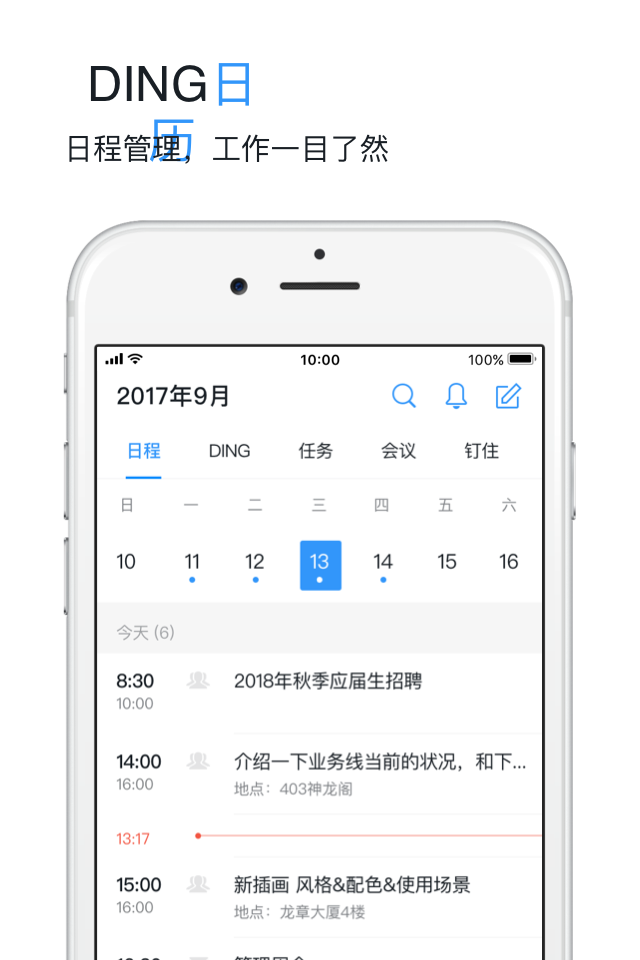 DING日
历
日程管理，工作一目了然
10:00
100%
2017年9月
日程 DING 任务 会议 钉住
日 一 二 三 四 五 六
10 11 12 13 14 15 16
今天 (6)
8:30 2018年秋季应届生招聘
10:00
14:00 介绍一下业务线当前的状况，和下...
16:00 地点：403神龙阁
13:17
15:00 新插画 风格&配色&使用场景
16:00 地点：龙章大厦4楼